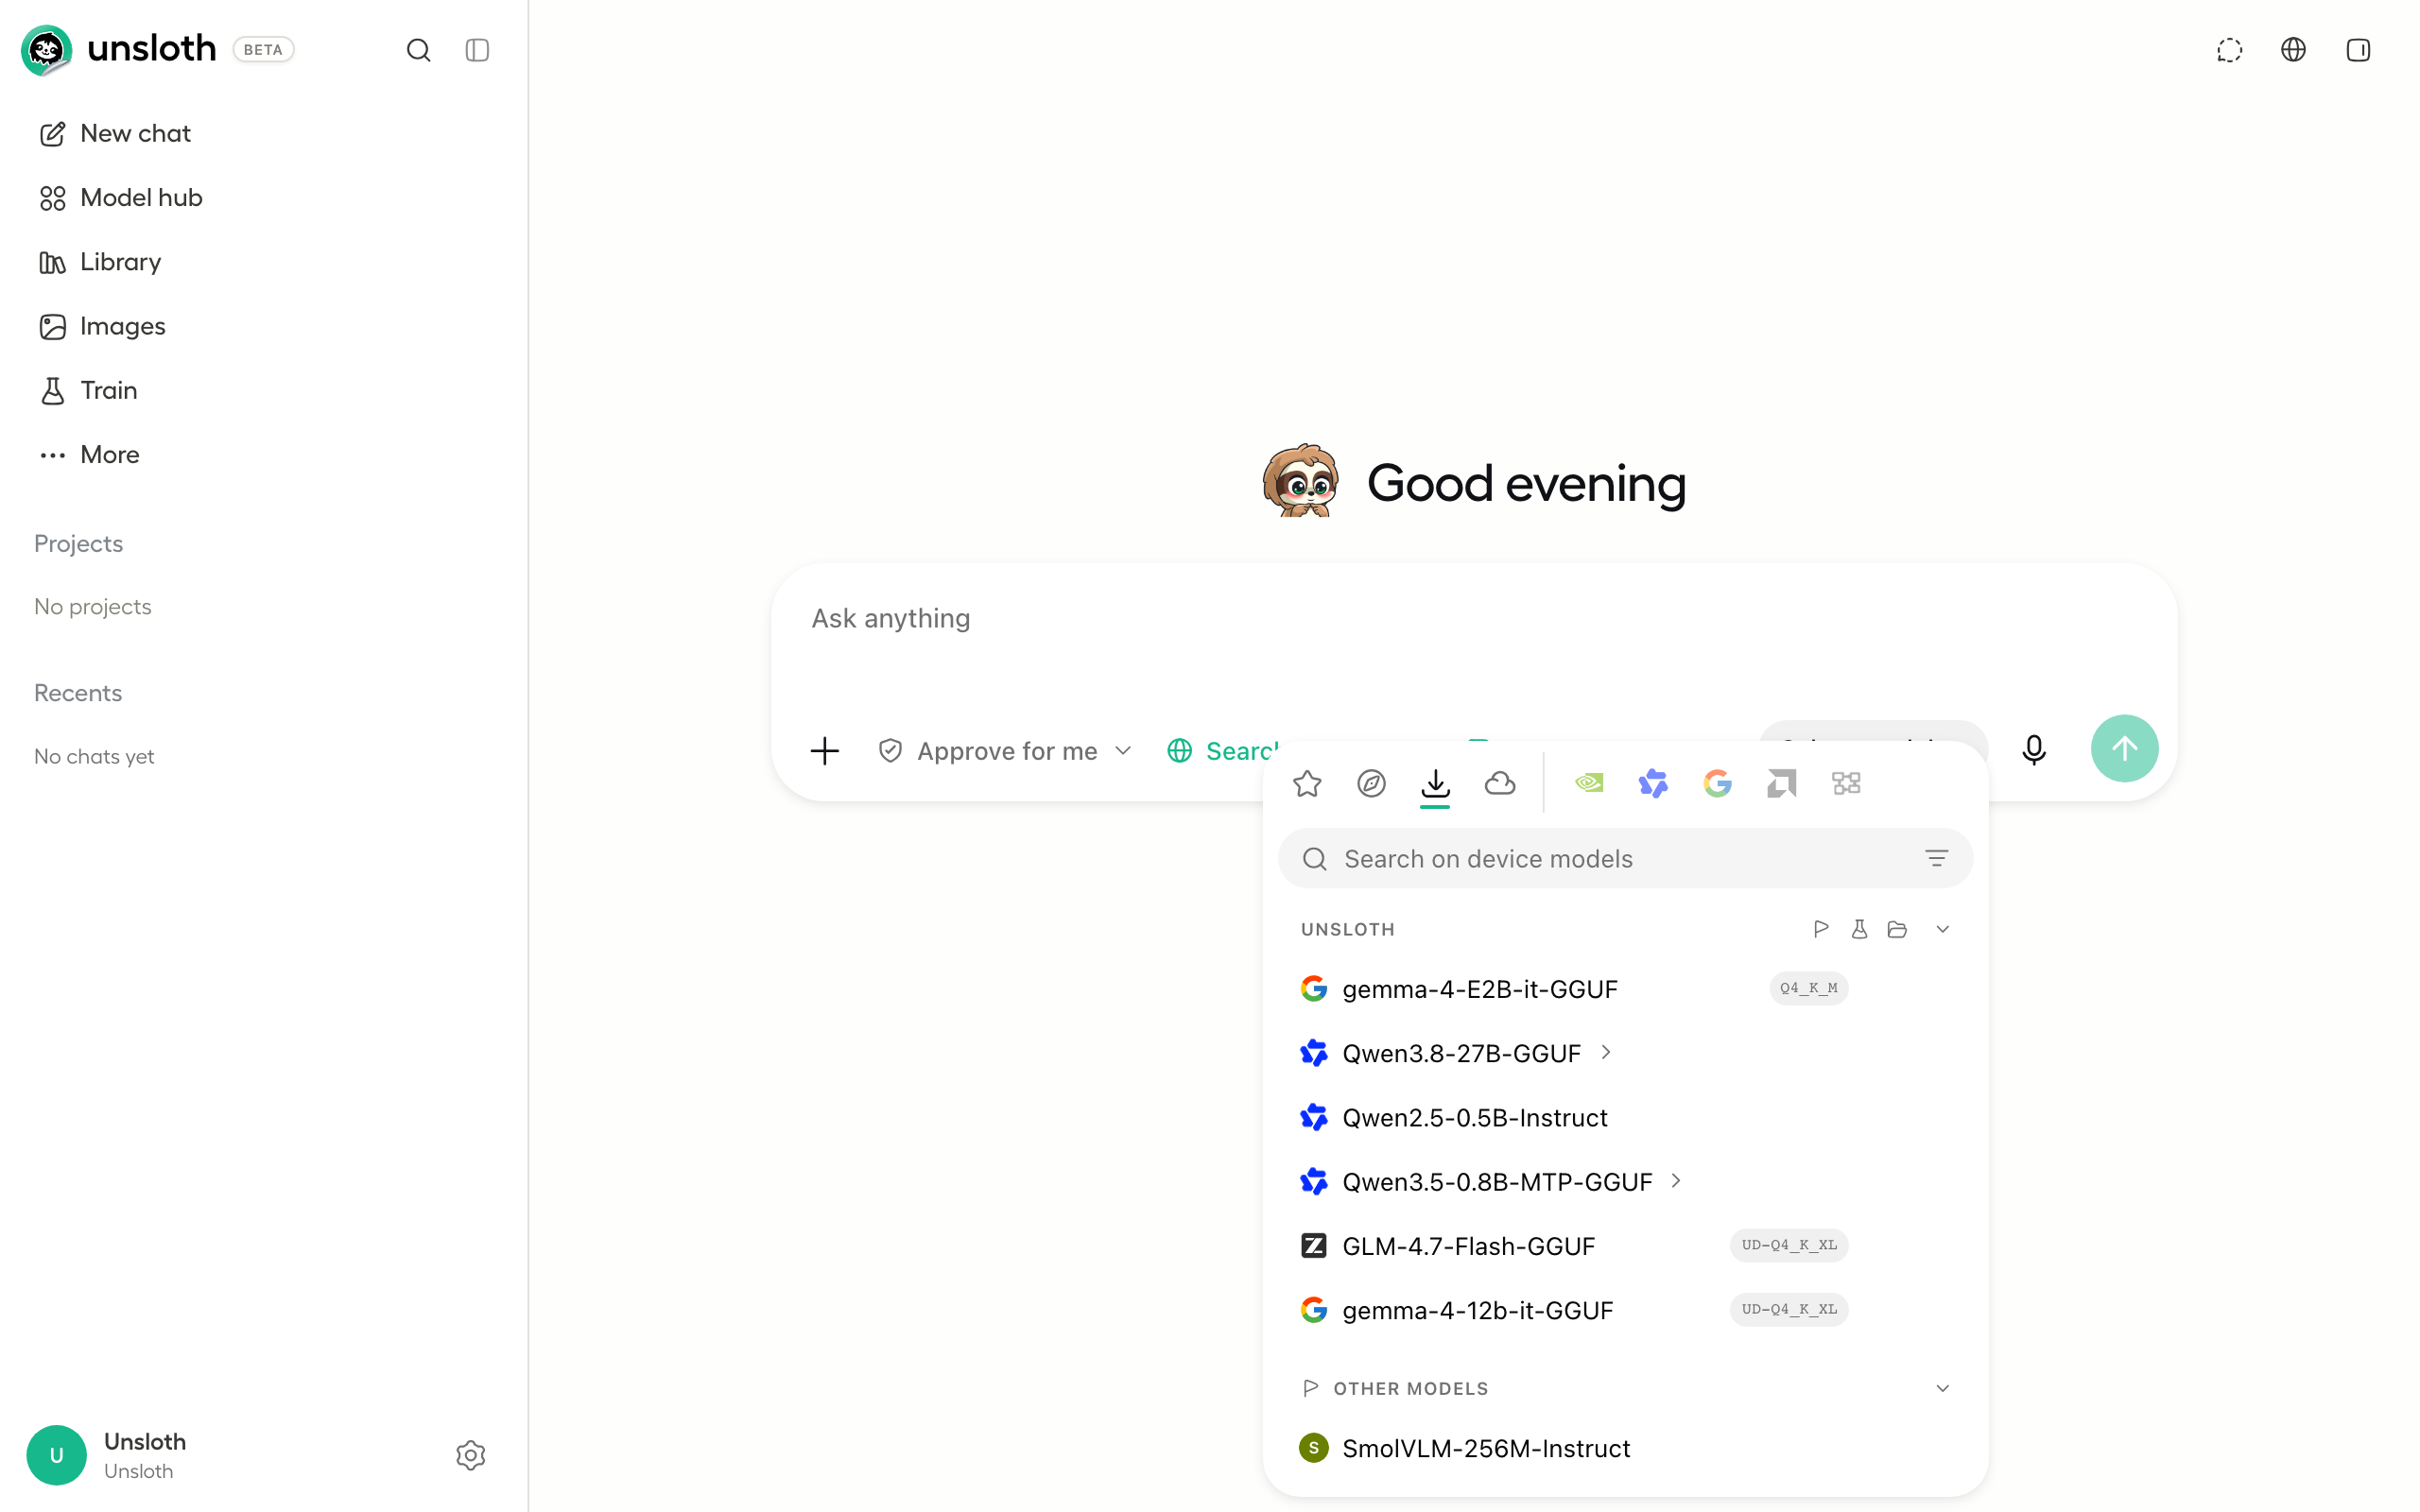 unsloth BETA
New chat
Model hub
Library
Images
Train
More
Projects
No projects
Recents
No chats yet
Unsloth
Unsloth
U
Good evening
Ask anything
Approve for me
Search on device models
UNSLOTH
gemma-4-E2B-it-GGUF Q4_K_M
Qwen3.8-27B-GGUF
Qwen2.5-0.5B-Instruct
Qwen3.5-0.8B-MTP-GGUF
GLM-4.7-Flash-GGUF UD-Q4_K_XL
gemma-4-12b-it-GGUF UD-Q4_K_XL
OTHER MODELS
S SmolVLM-256M-Instruct